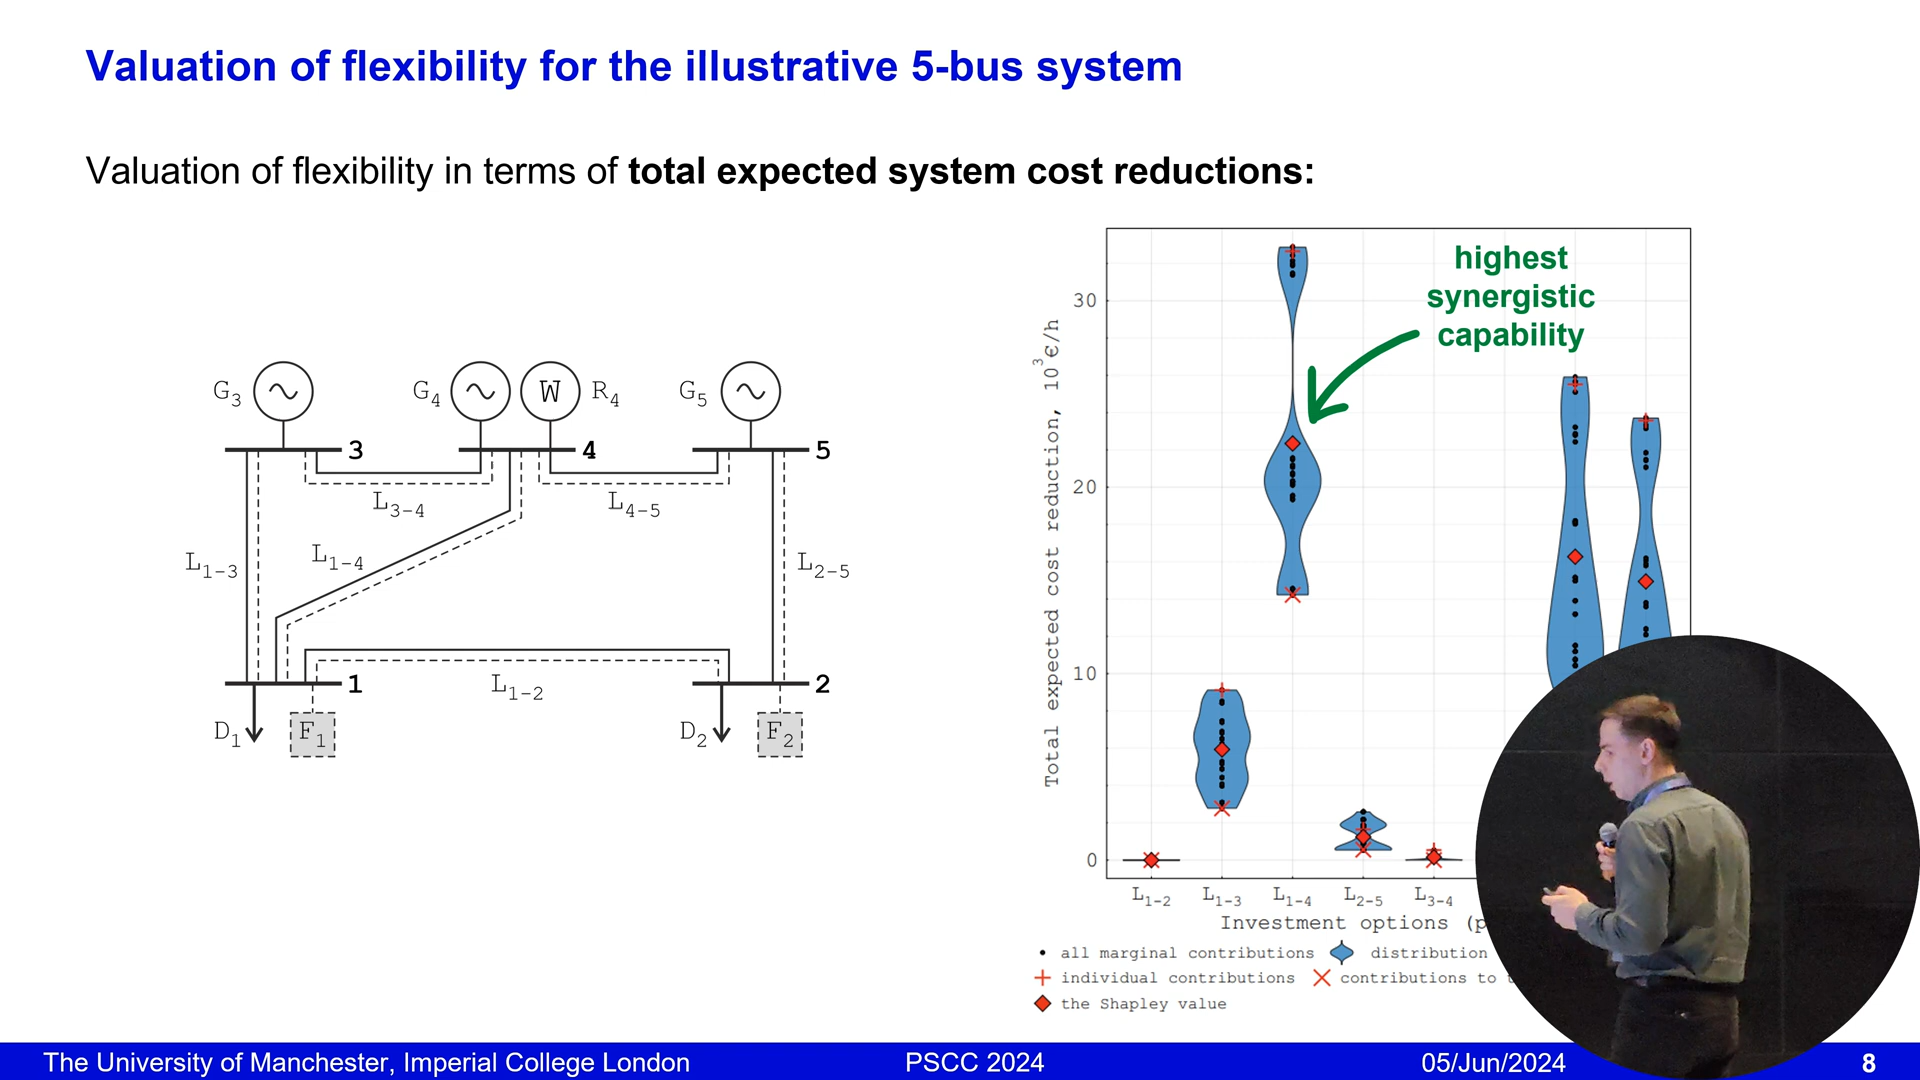 Valuation of flexibility for the illustrative 5-bus system
Valuation of flexibility in terms of total expected system cost reductions:
G3
G4
W
R4
G5
3
4
5
L3-4
L4-5
L1-3
L1-4
L2-5
1
L1-2
2
D1
F1
D2
F2
highest
synergistic
capability
Total expected cost reduction, 10³€/h
30
20
10
0
L1-2 L1-3 L1-4 L2-5 L3-4
Investment options
all marginal contributions distribution
individual contributions contributions to
the Shapley value
The University of Manchester, Imperial College London PSCC 2024 05/Jun/2024 8